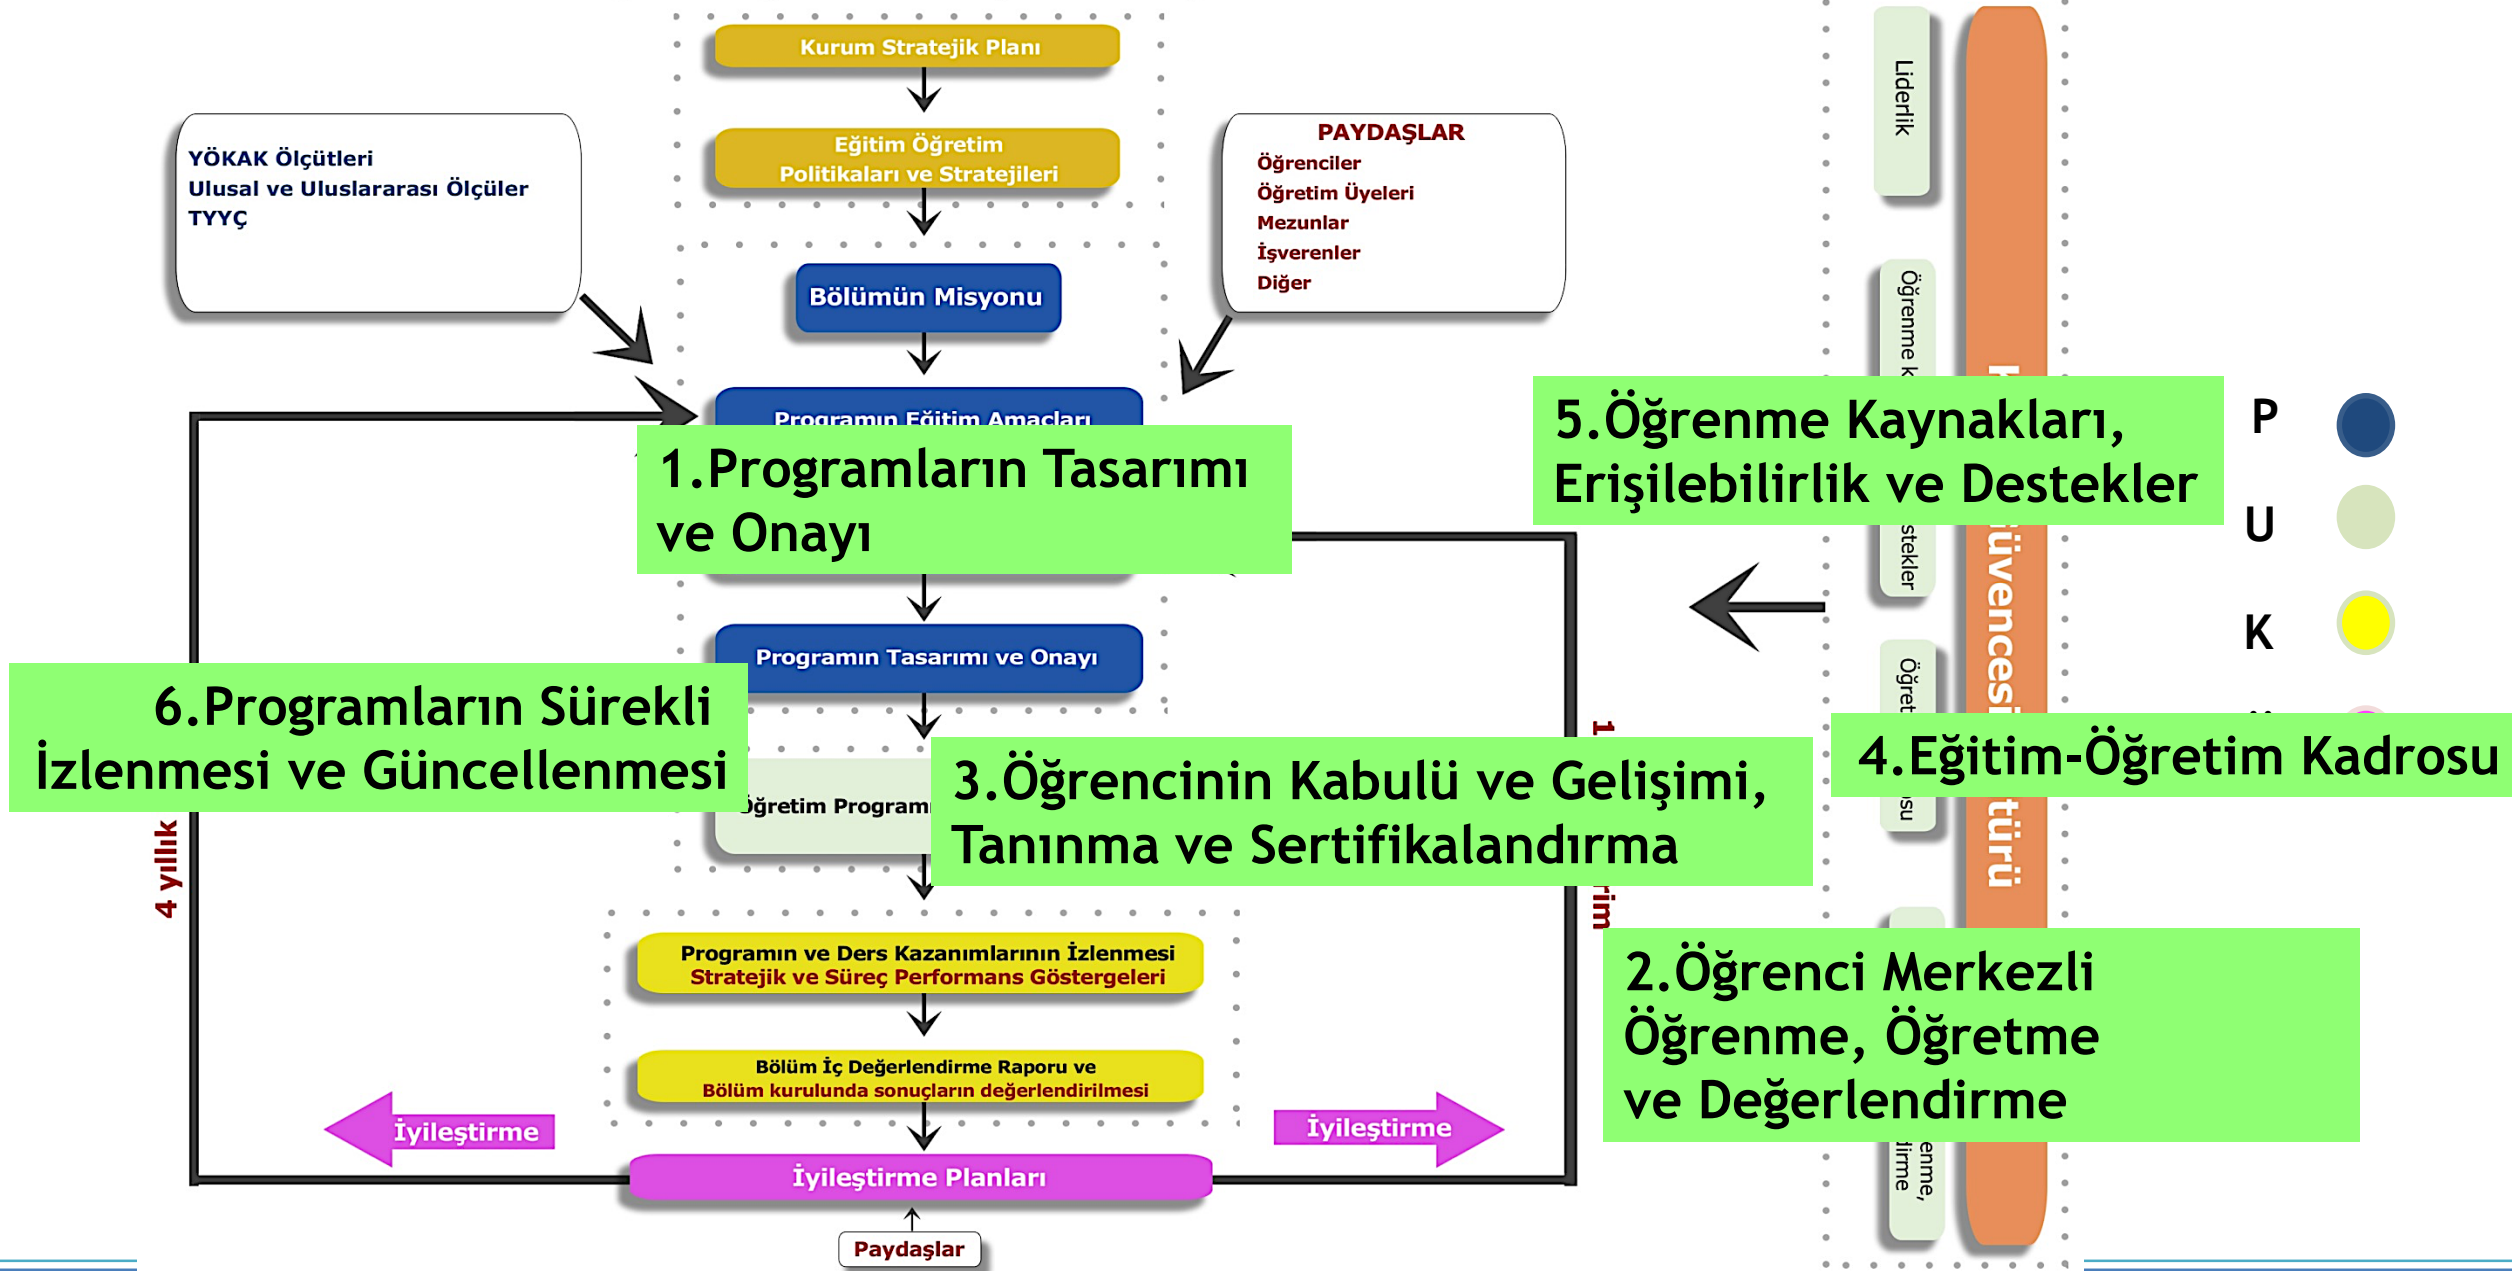 Kurum Stratejik Planı
Eğitim Öğretim
Politikaları ve Stratejileri
YÖKAK Ölçütleri
Ulusal ve Uluslararası Ölçüler
TYYÇ
PAYDAŞLAR
Öğrenciler
Öğretim Üyeleri
Mezunlar
İşverenler
Diğer
Bölümün Misyonu
Programın Eğitim Amaçları
1.Programların Tasarımı
ve Onayı
Programın Tasarımı ve Onayı
6.Programların Sürekli
İzlenmesi ve Güncellenmesi
4 yıllık
3.Öğrencinin Kabulü ve Gelişimi,
Tanınma ve Sertifikalandırma
Programın ve Ders Kazanımlarının İzlenmesi
Stratejik ve Süreç Performans Göstergeleri
Bölüm İç Değerlendirme Raporu ve
Bölüm kurulunda sonuçların değerlendirilmesi
İyileştirme
İyileştirme
İyileştirme Planları
Paydaşlar
Liderlik
Öğrenme
5.Öğrenme Kaynakları,
Erişilebilirlik ve Destekler
4.Eğitim-Öğretim Kadrosu
2.Öğrenci Merkezli
Öğrenme, Öğretme
ve Değerlendirme
P
U
K